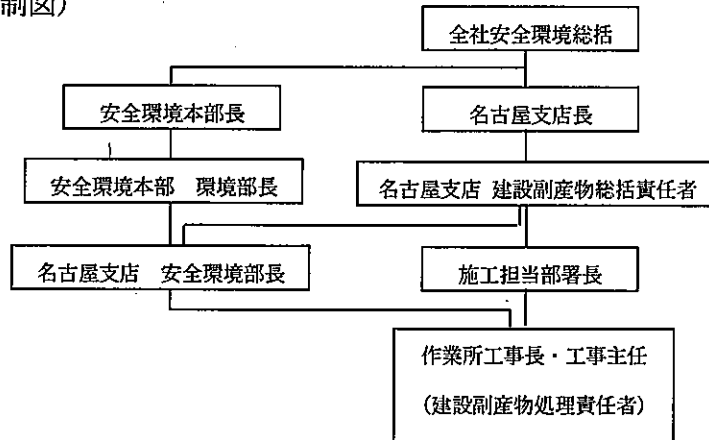 制図)
全社安全環境総括
安全環境本部長
名古屋支店長
安全環境本部　環境部長
名古屋支店 建設副産物総括責任者
名古屋支店　安全環境部長
施工担当部署長
作業所工事長・工事主任
(建設副産物処理責任者)